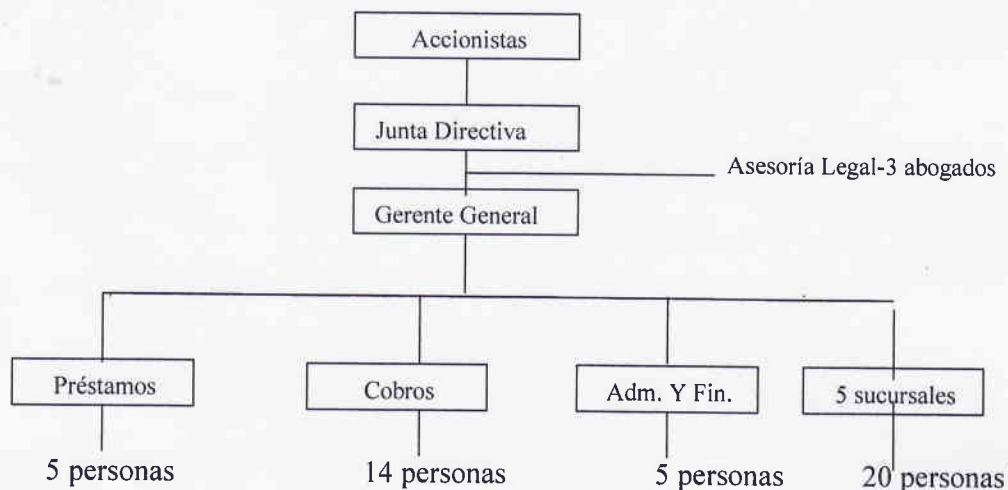 Accionistas
Junta Directiva
Asesoría Legal-3 abogados
Gerente General
Préstamos
Cobros
Adm. Y Fin.
5 sucursales
5 personas
14 personas
5 personas
20 personas